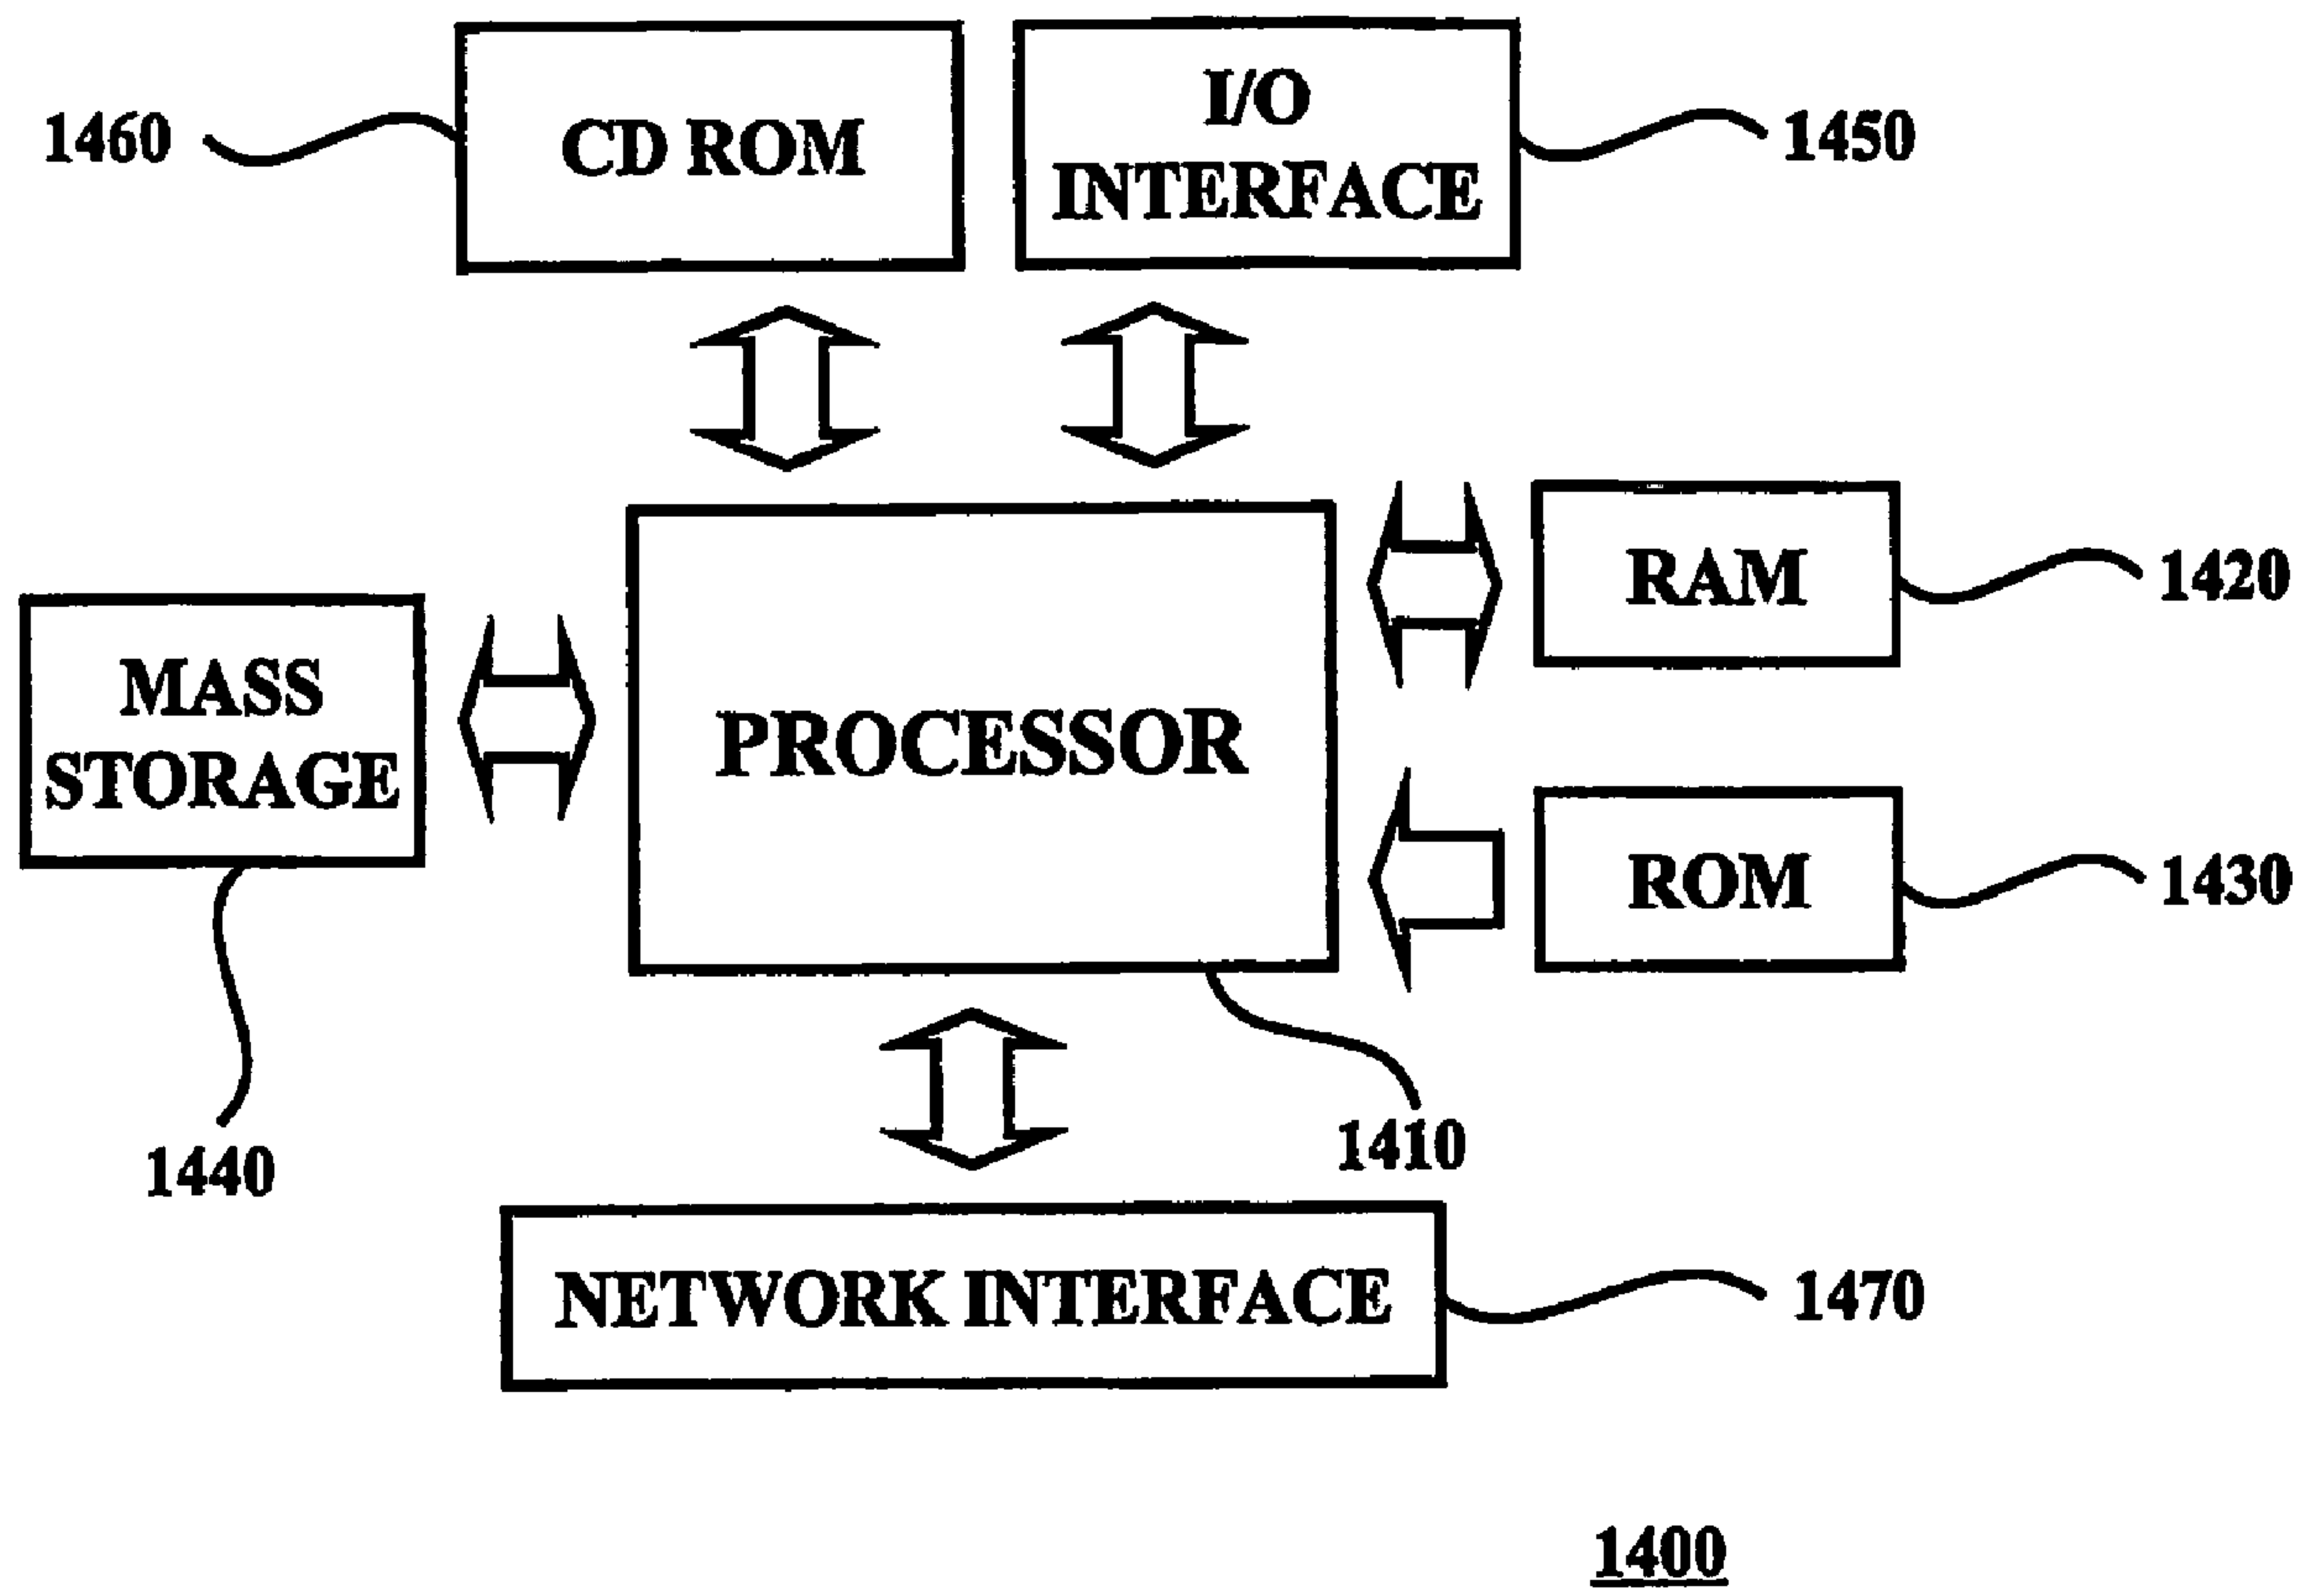 1460
CD ROM
I/O
INTERFACE
1450
RAM
1420
MASS
STORAGE
PROCESSOR
ROM
1430
1440
1410
NETWORK INTERFACE
1470
1400